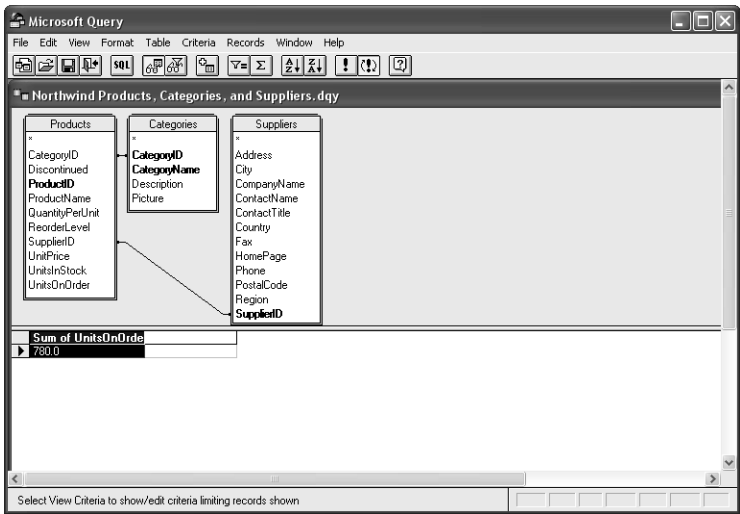 Microsoft Query
File Edit View Format Table Criteria Records Window Help
SQL
Northwind Products, Categories, and Suppliers.dqy
Products
*
CategoryID
Discontinued
ProductID
ProductName
QuantityPerUnit
ReorderLevel
SupplierID
UnitPrice
UnitsInStock
UnitsOnOrder
Categories
*
CategoryID
CategoryName
Description
Picture
Suppliers
*
Address
City
CompanyName
ContactName
ContactTitle
Country
Fax
HomePage
Phone
PostalCode
Region
SupplierID
Sum of UnitsOnOrde
780.0
Select View Criteria to show/edit criteria limiting records shown